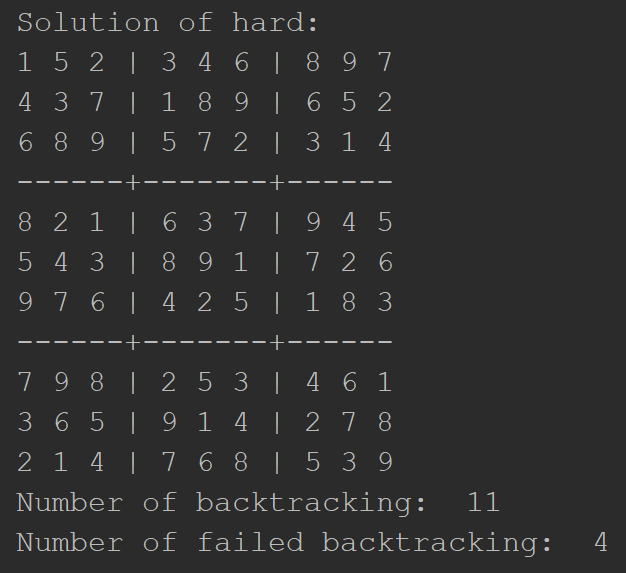 Solution of hard:
1 5 2 | 3 4 6 | 8 9 7
4 3 7 | 1 8 9 | 6 5 2
6 8 9 | 5 7 2 | 3 1 4
------+-------+------
8 2 1 | 6 3 7 | 9 4 5
5 4 3 | 8 9 1 | 7 2 6
9 7 6 | 4 2 5 | 1 8 3
------+-------+------
7 9 8 | 2 5 3 | 4 6 1
3 6 5 | 9 1 4 | 2 7 8
2 1 4 | 7 6 8 | 5 3 9
Number of backtracking:  11
Number of failed backtracking:  4